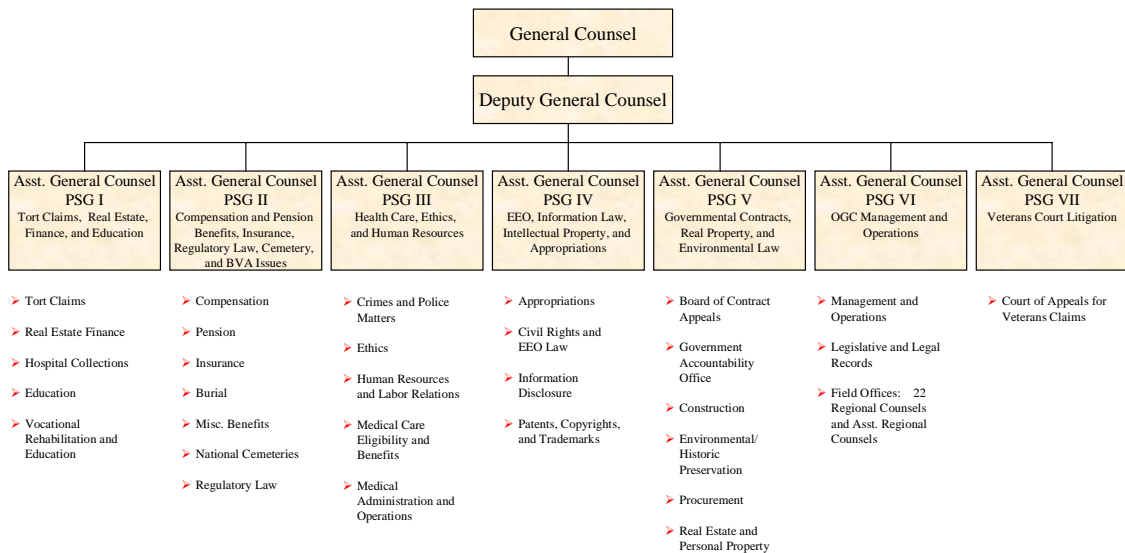 General Counsel
Deputy General Counsel
Asst. General Counsel
PSG I
Tort Claims, Real Estate,
Finance, and Education
Asst. General Counsel
PSG II
Compensation and Pension
Benefits, Insurance,
Regulatory Law, Cemetery,
and BVA Issues
Asst. General Counsel
PSG III
Health Care, Ethics,
and Human Resources
Asst. General Counsel
PSG IV
EEO, Information Law,
Intellectual Property, and
Appropriations
Asst. General Counsel
PSG V
Governmental Contracts,
Real Property, and
Environmental Law
Asst. General Counsel
PSG VI
OGC Management and
Operations
Asst. General Counsel
PSG VII
Veterans Court Litigation
Tort Claims
Real Estate Finance
Hospital Collections
Education
Vocational
Rehabilitation and
Education
Compensation
Pension
Insurance
Burial
Misc. Benefits
National Cemeteries
Regulatory Law
Crimes and Police
Matters
Ethics
Human Resources
and Labor Relations
Medical Care
Eligibility and
Benefits
Medical
Administration and
Operations
Appropriations
Civil Rights and
EEO Law
Information
Disclosure
Patents, Copyrights,
and Trademarks
Board of Contract
Appeals
Government
Accountability
Office
Construction
Environmental/
Historic
Preservation
Procurement
Real Estate and
Personal Property
Management and
Operations
Legislative and Legal
Records
Field Offices: 22
Regional Counsels
and Asst. Regional
Counsels
Court of Appeals for
Veterans Claims